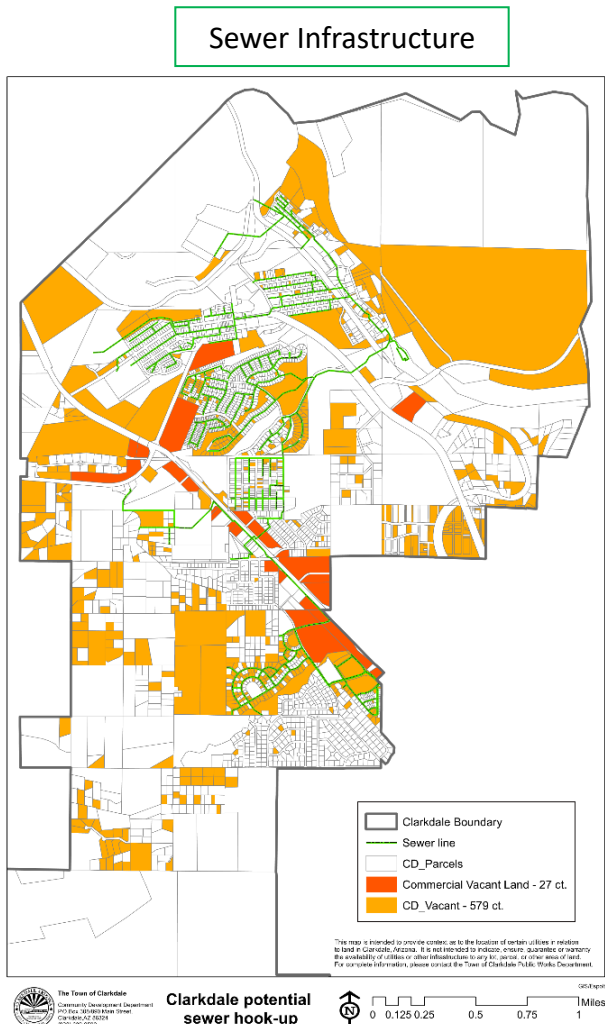 Sewer Infrastructure
Clarkdale Boundary
Sewer line
CD_Parcels
Commercial Vacant Land - 27 ct.
CD_Vacant - 579 ct.
This map is intended to provide context as to the location of certain utilities in relation
to land in Clarkdale, Arizona. It is not intended to indicate, ensure, guarantee or warranty
the availability of utilities or other infrastructure to any lot, parcel, or other area of land.
For complete information, please contact the Town of Clarkdale Public Works Department.
The Town of Clarkdale
Community Development Department
Main Street
Clarkdale, AZ 86324
Clarkdale potential
sewer hook-up
N
Miles
0 0.125 0.25 0.5 0.75 1